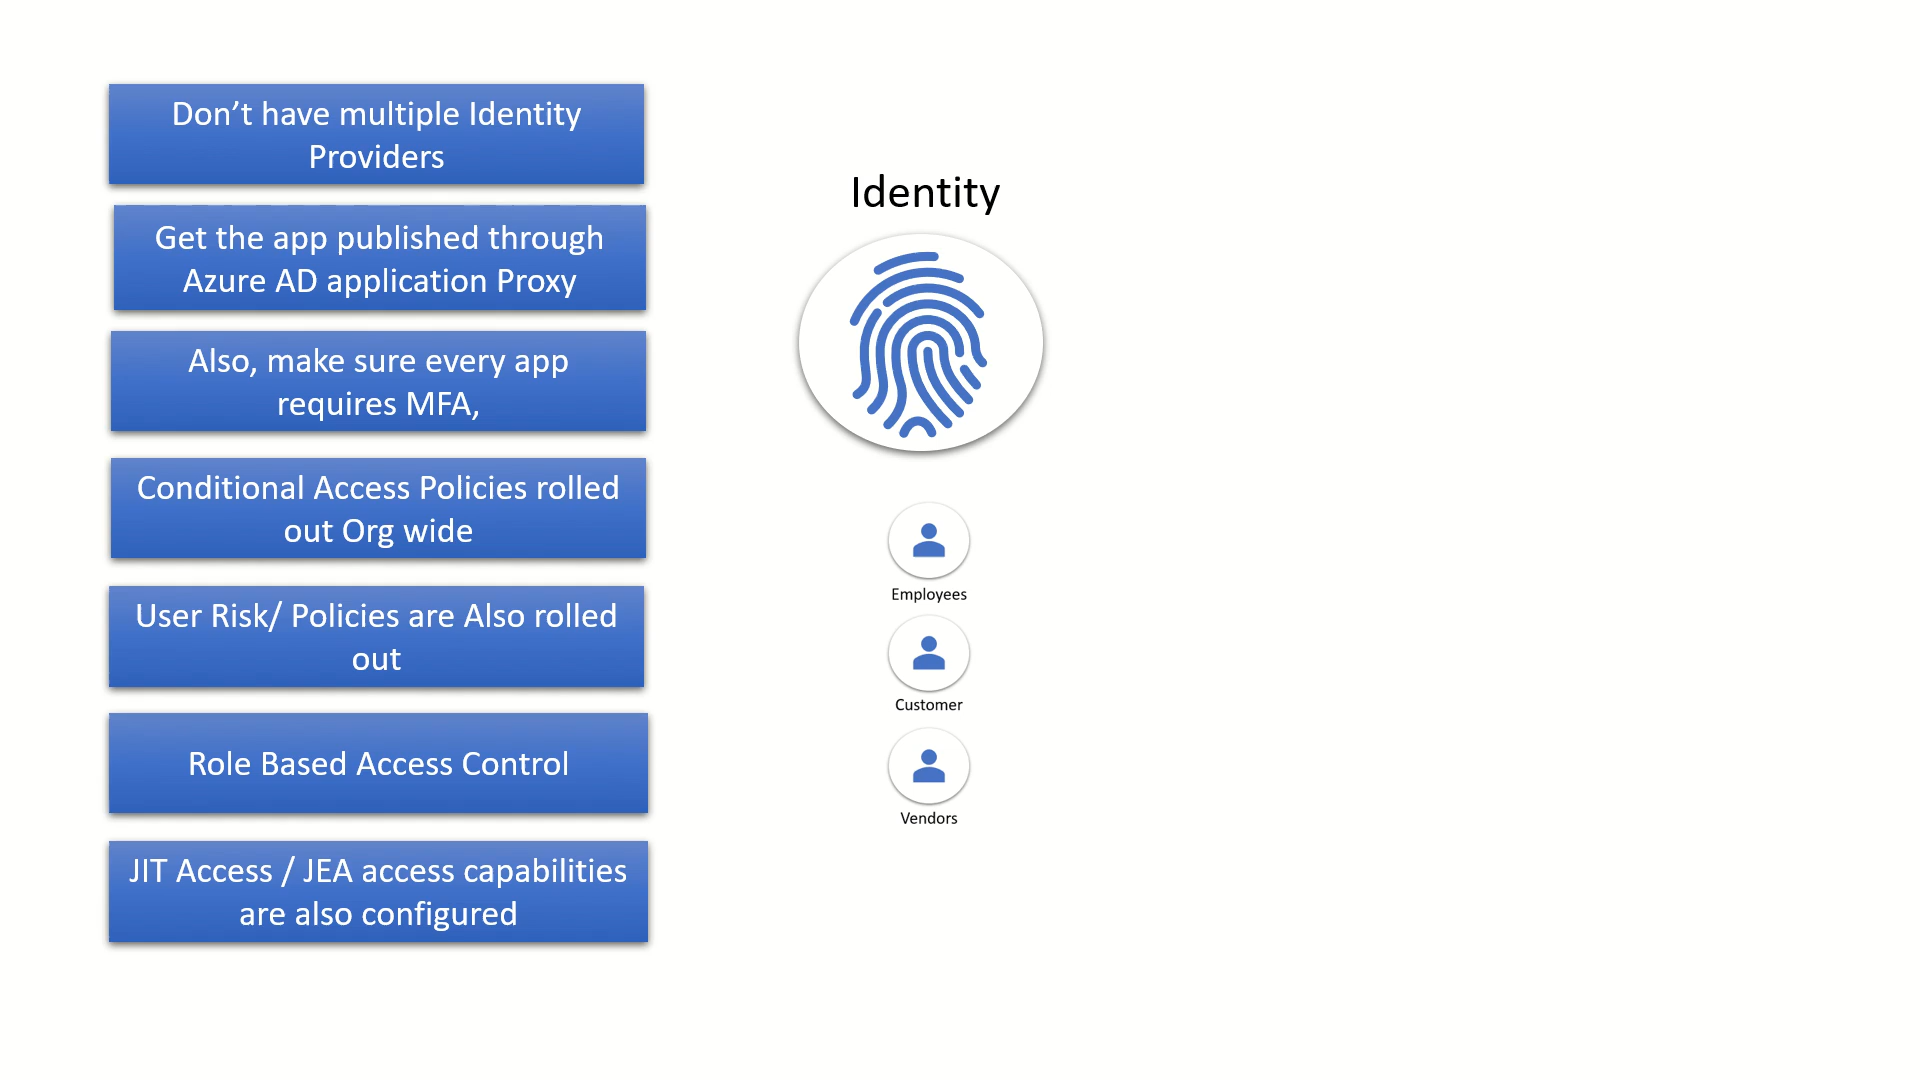 Don’t have multiple Identity
Providers
Get the app published through
Azure AD application Proxy
Also, make sure every app
requires MFA,
Conditional Access Policies rolled
out Org wide
User Risk/ Policies are Also rolled
out
Role Based Access Control
JIT Access / JEA access capabilities
are also configured
Identity
Employees
Customer
Vendors